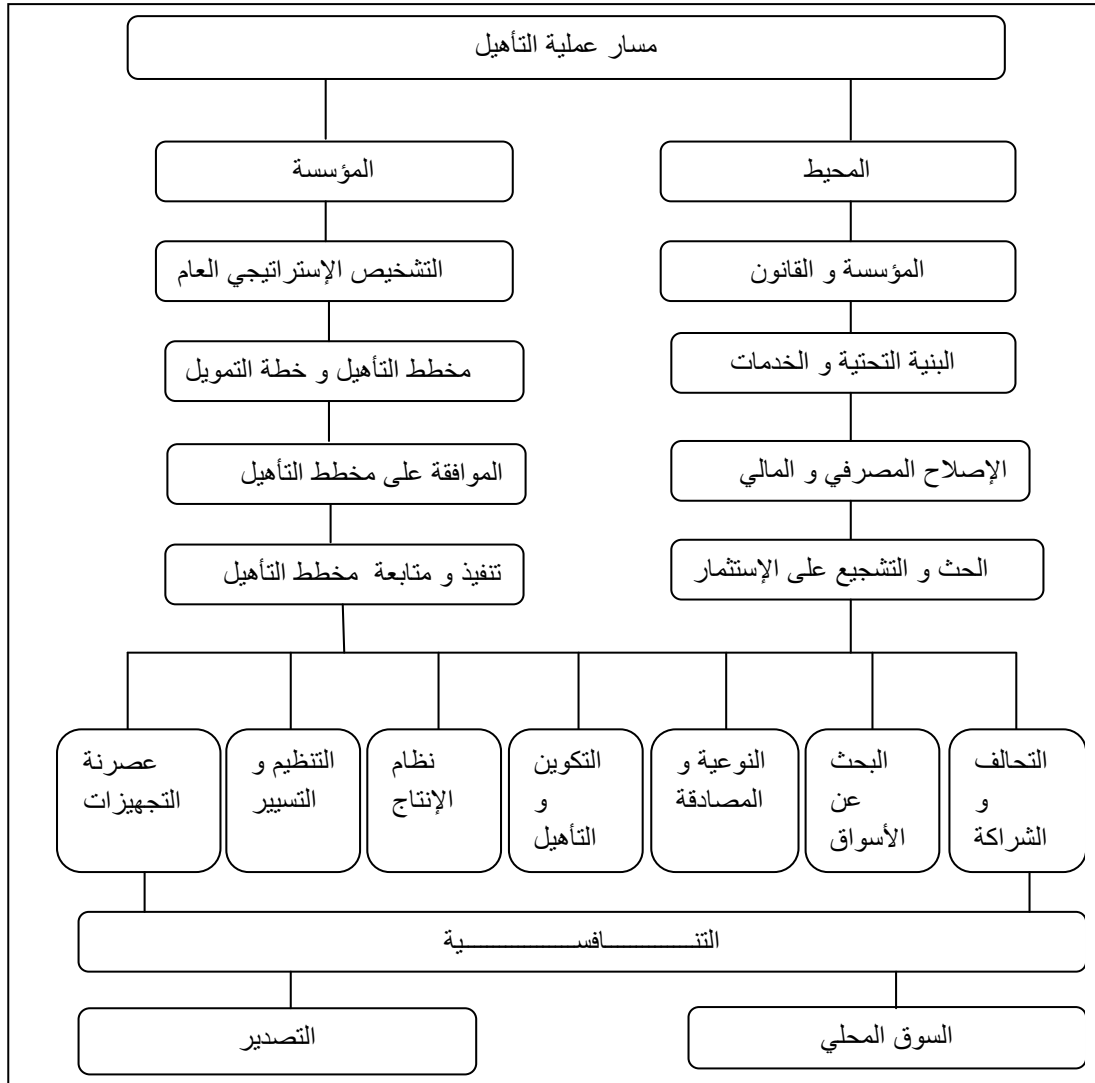 مسار عملية التأهيل
المحيط
المؤسسة
المؤسسة و القانون
التشخيص الإستراتيجي العام
البنية التحتية و الخدمات
مخطط التأهيل و خطة التمويل
الإصلاح المصرفي و المالي
الموافقة على مخطط التأهيل
الحث و التشجيع على الإستثمار
تنفيذ و متابعة مخطط التأهيل
التحالف
و
الشراكة
البحث
عن
الأسواق
النوعية و
المصادقة
التكوين
و
التأهيل
نظام
الإنتاج
التنظيم و
التسيير
عصرنة
التجهيزات
التنـــــــافســـــــــية
السوق المحلي
التصدير